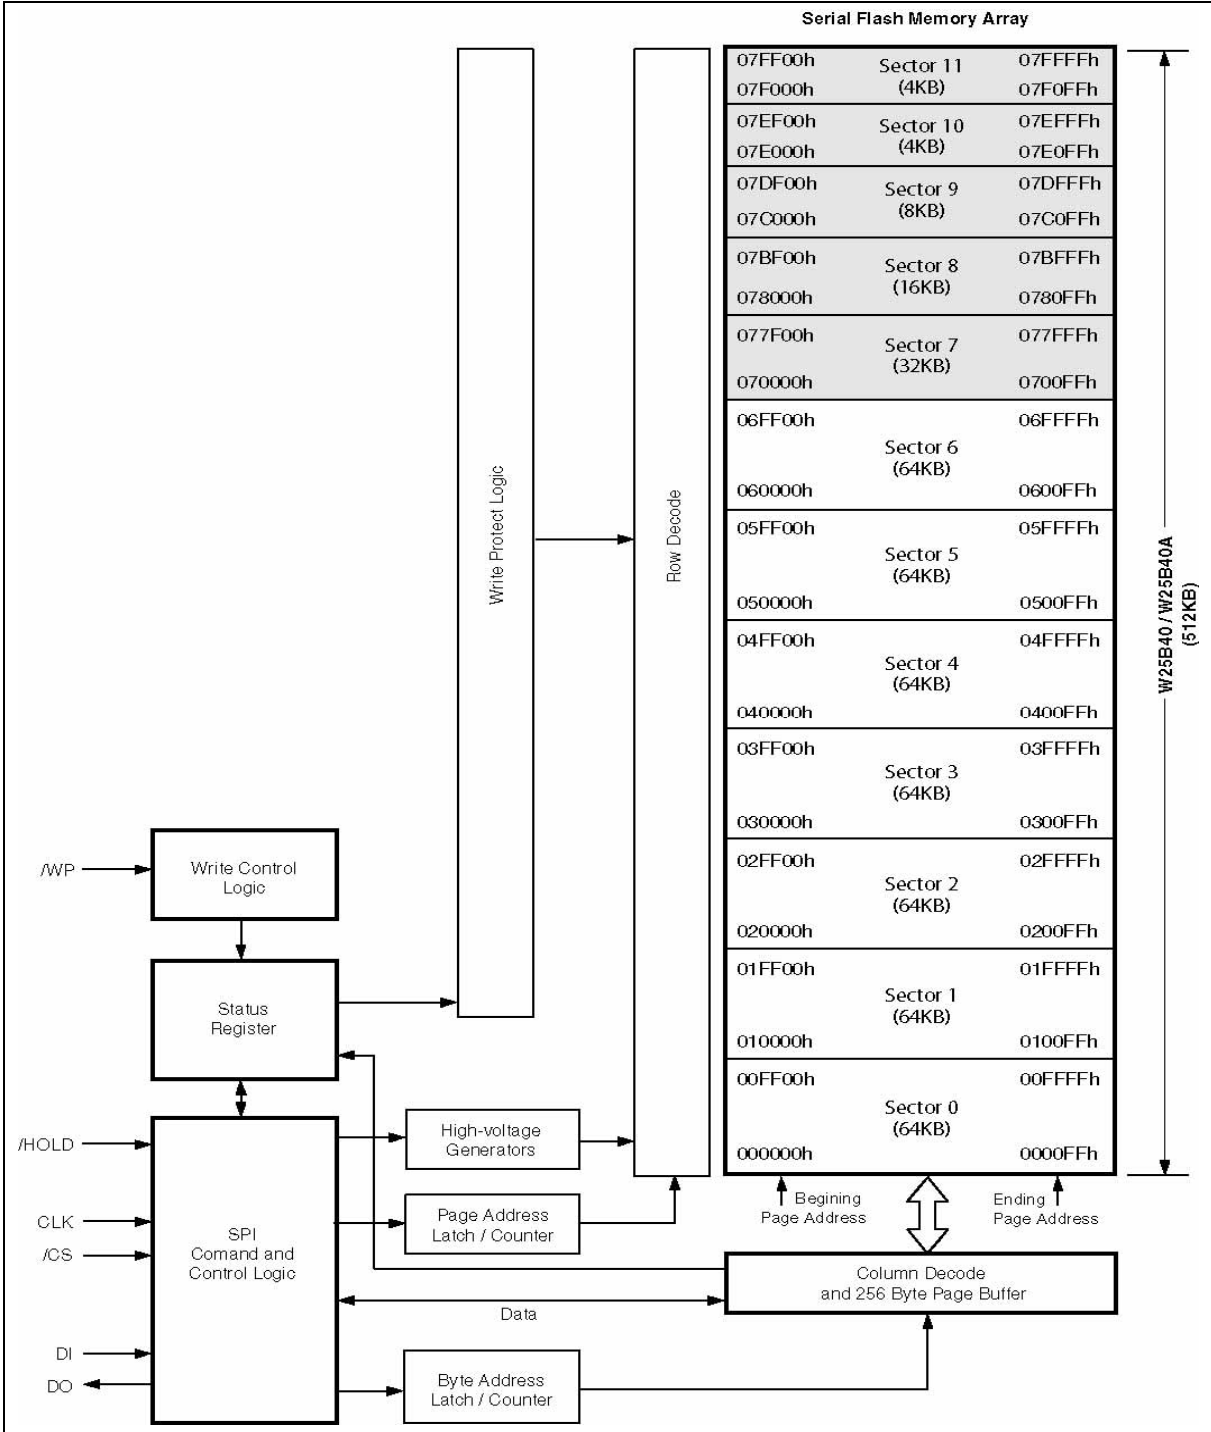 Serial Flash Memory Array
07FF00h Sector 11 07FFFFh
(4KB)
07F000h 07F0FFh
07EF00h Sector 10 07EFFFh
(4KB)
07E000h 07E0FFh
07DF00h Sector 9 07DFFFh
(8KB)
07C000h 07C0FFh
07BF00h Sector 8 07BFFFh
(16KB)
078000h 0780FFh
077F00h Sector 7 077FFFh
(32KB)
070000h 0700FFh
06FF00h 06FFFFh
Sector 6
(64KB)
060000h 0600FFh
05FF00h 05FFFFh
Sector 5
(64KB)
050000h 0500FFh
04FF00h 04FFFFh
Sector 4
(64KB)
040000h 0400FFh
03FF00h 03FFFFh
Sector 3
(64KB)
030000h 0300FFh
02FF00h 02FFFFh
Sector 2
(64KB)
020000h 0200FFh
01FF00h 01FFFFh
Sector 1
(64KB)
010000h 0100FFh
00FF00h 00FFFFh
Sector 0
(64KB)
000000h 0000FFh
W25B40 / W25B40A
(512KB)
Write Protect Logic
Row Decode
/WP
Write Control
Logic
Status
Register
/HOLD
CLK
/CS
DI
DO
SPI
Comand and
Control Logic
High-voltage
Generators
Page Address
Latch / Counter
Begining
Page Address
Ending
Page Address
Column Decode
and 256 Byte Page Buffer
Data
Byte Address
Latch / Counter